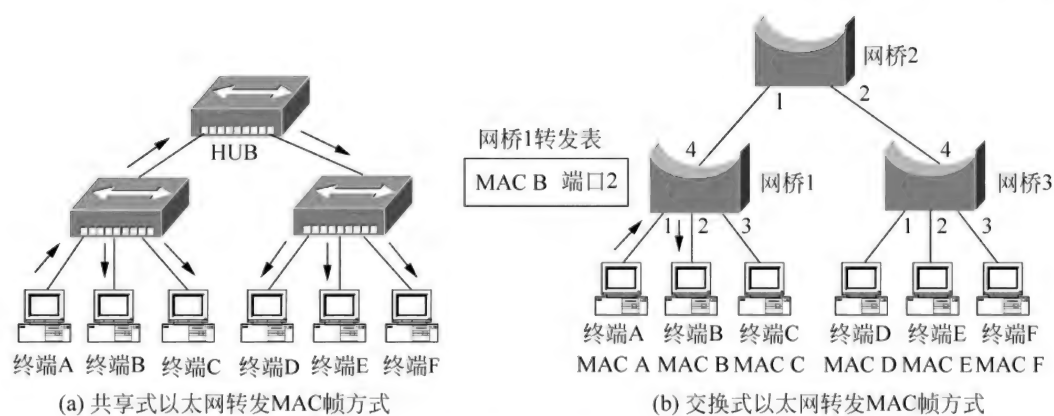 HUB
终端A 终端B 终端C 终端D 终端E 终端F
(a) 共享式以太网转发MAC帧方式
网桥2
1 2
网桥1转发表
MAC B 端口2
4 网桥1
4 网桥3
1 2 3
1 2 3
终端A 终端B 终端C 终端D 终端E 终端F
MAC A MAC B MAC C MAC D MAC E MAC F
(b) 交换式以太网转发MAC帧方式